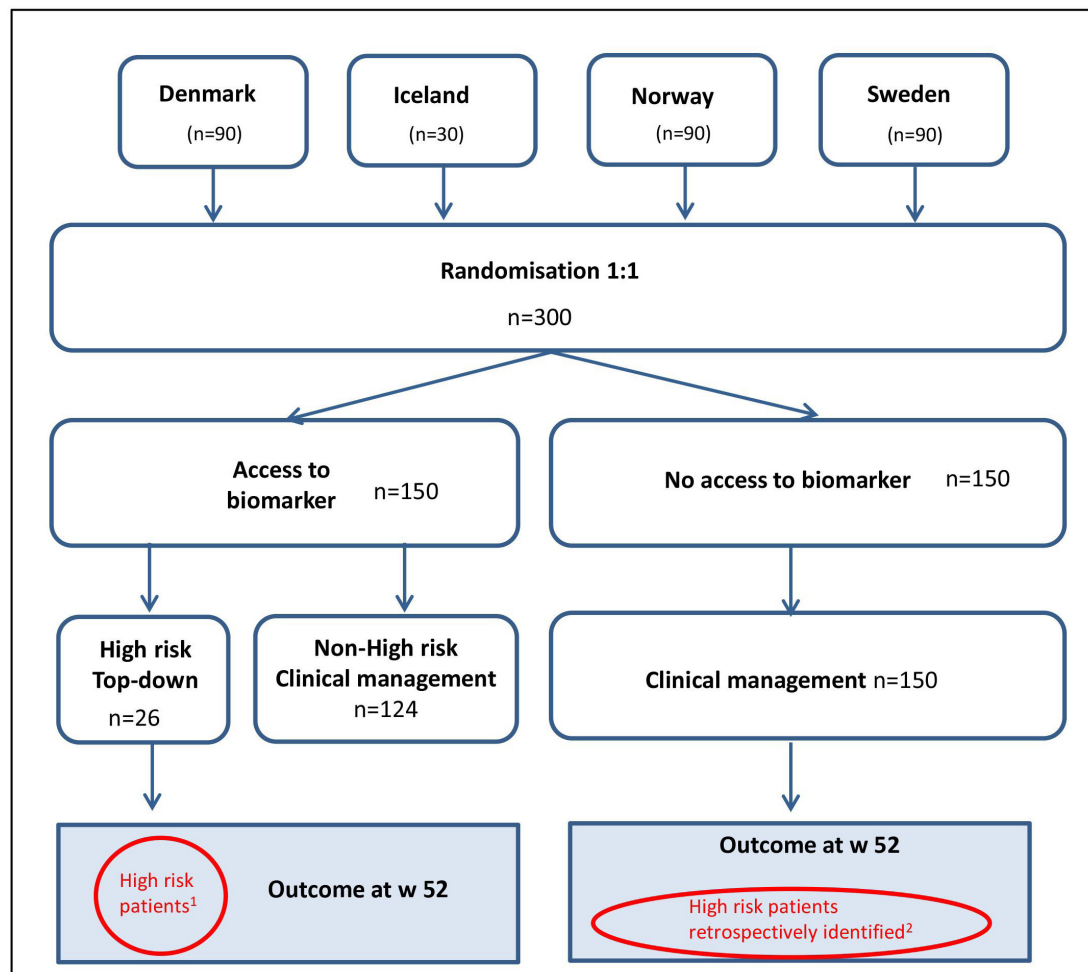 Denmark
(n=90)
Iceland
(n=30)
Norway
(n=90)
Sweden
(n=90)
Randomisation 1:1
n=300
Access to
biomarker n=150
No access to biomarker n=150
High risk
Top-down
n=26
Non-High risk
Clinical management
n=124
Clinical management n=150
High risk
patients¹
Outcome at w 52
Outcome at w 52
High risk patients
retrospectively identified²